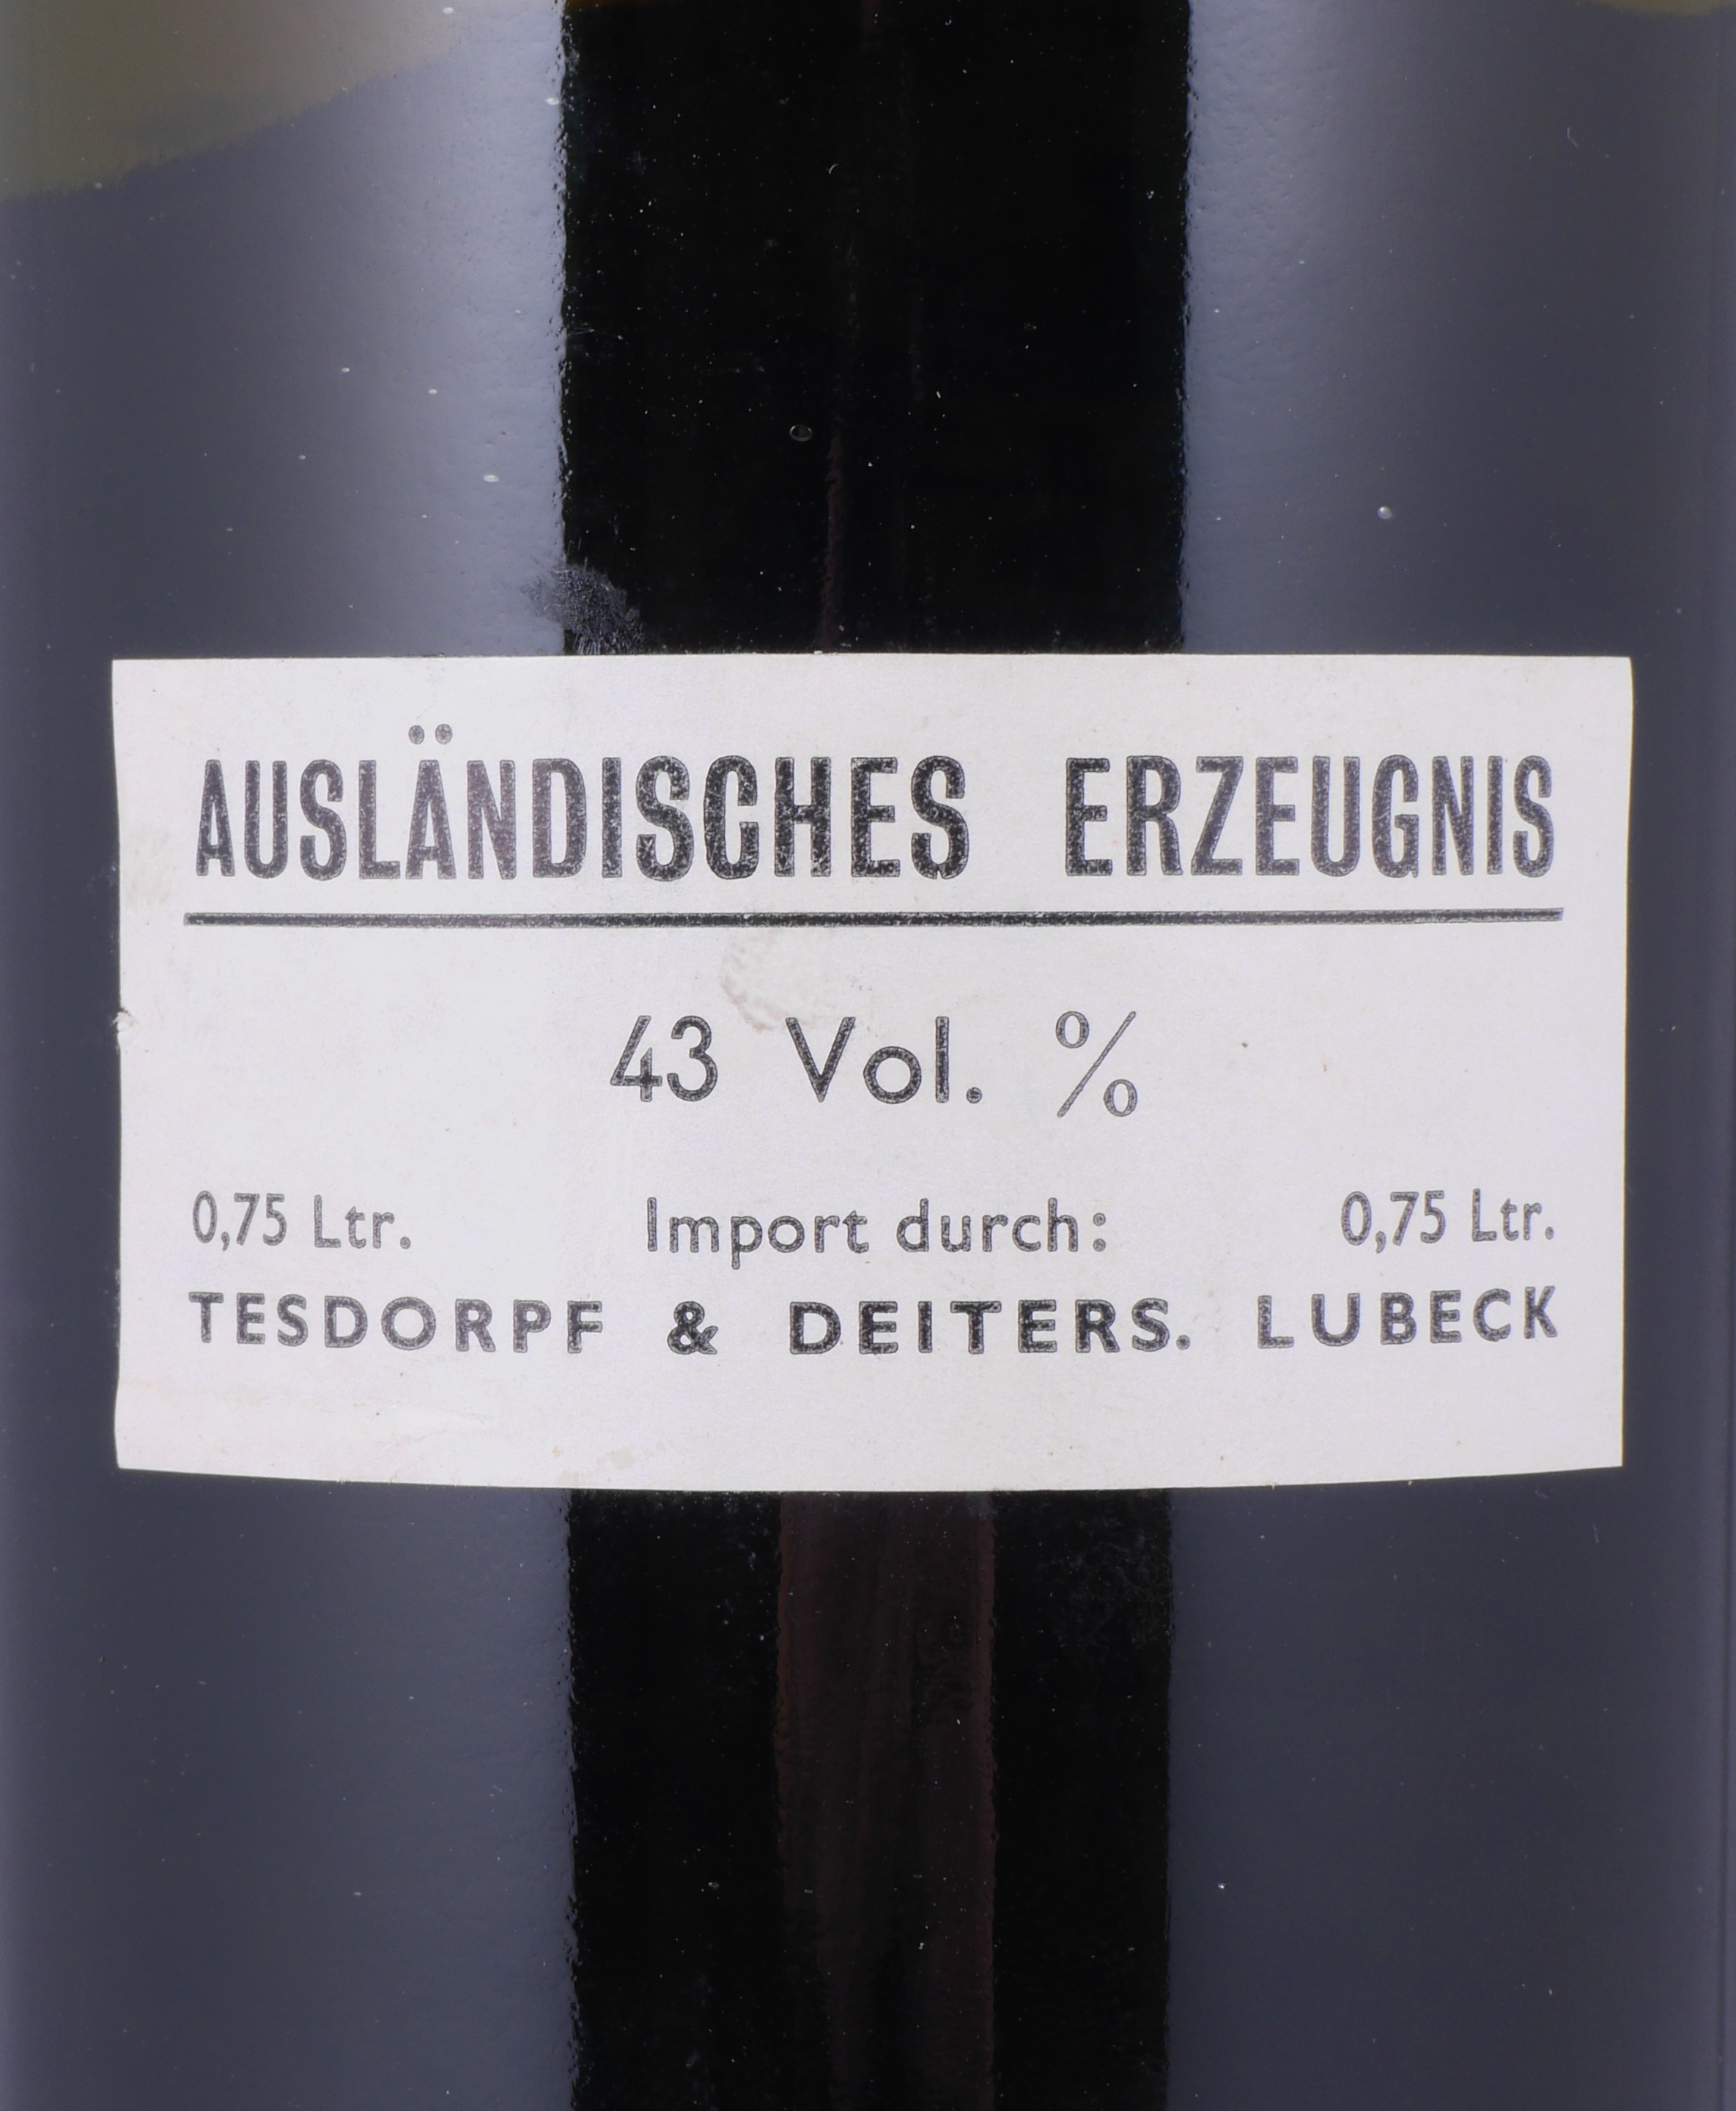 AUSLÄNDISCHES ERZEUGNIS
43 Vol. %
0,75 Ltr. Import durch: 0,75 Ltr.
TESDORPF & DEITERS. LUBECK